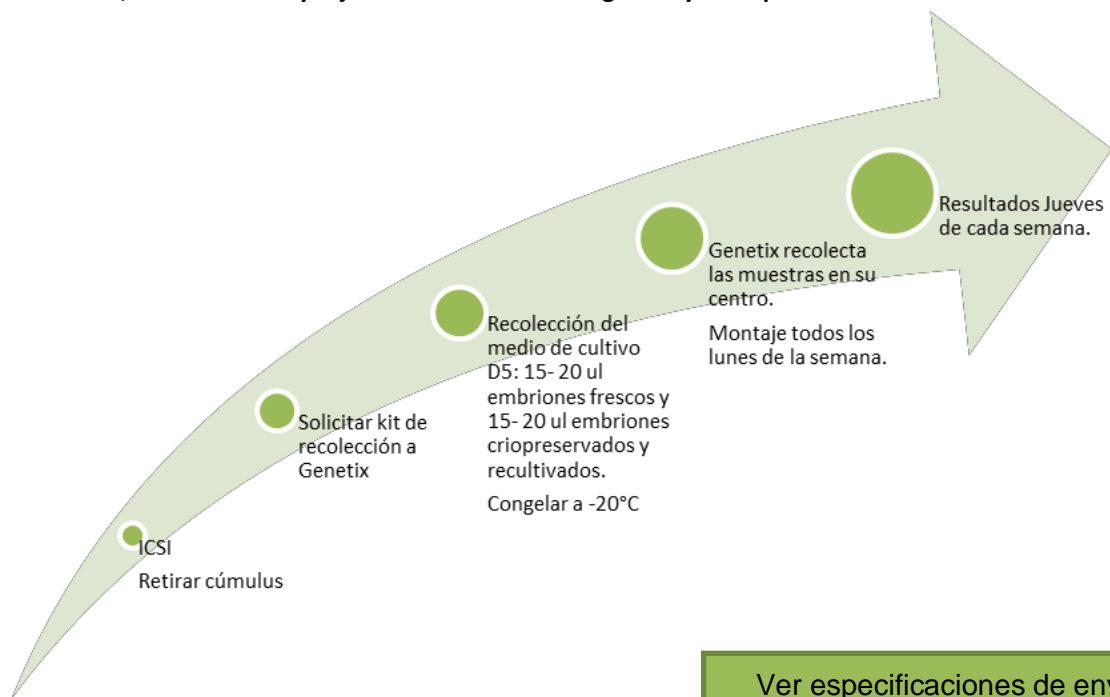 ICSI
Retirar cúmulus
Solicitar kit de
recolección a
Genetix
Recolección del
medio de cultivo
D5: 15- 20 ul
embriones frescos y
15- 20 ul embriones
criopreservados y
recultivados.
Congelar a -20°C
Genetix recolecta
las muestras en su
centro.
Montaje todos los
lunes de la semana.
Resultados Jueves
de cada semana.
Ver especificaciones de env